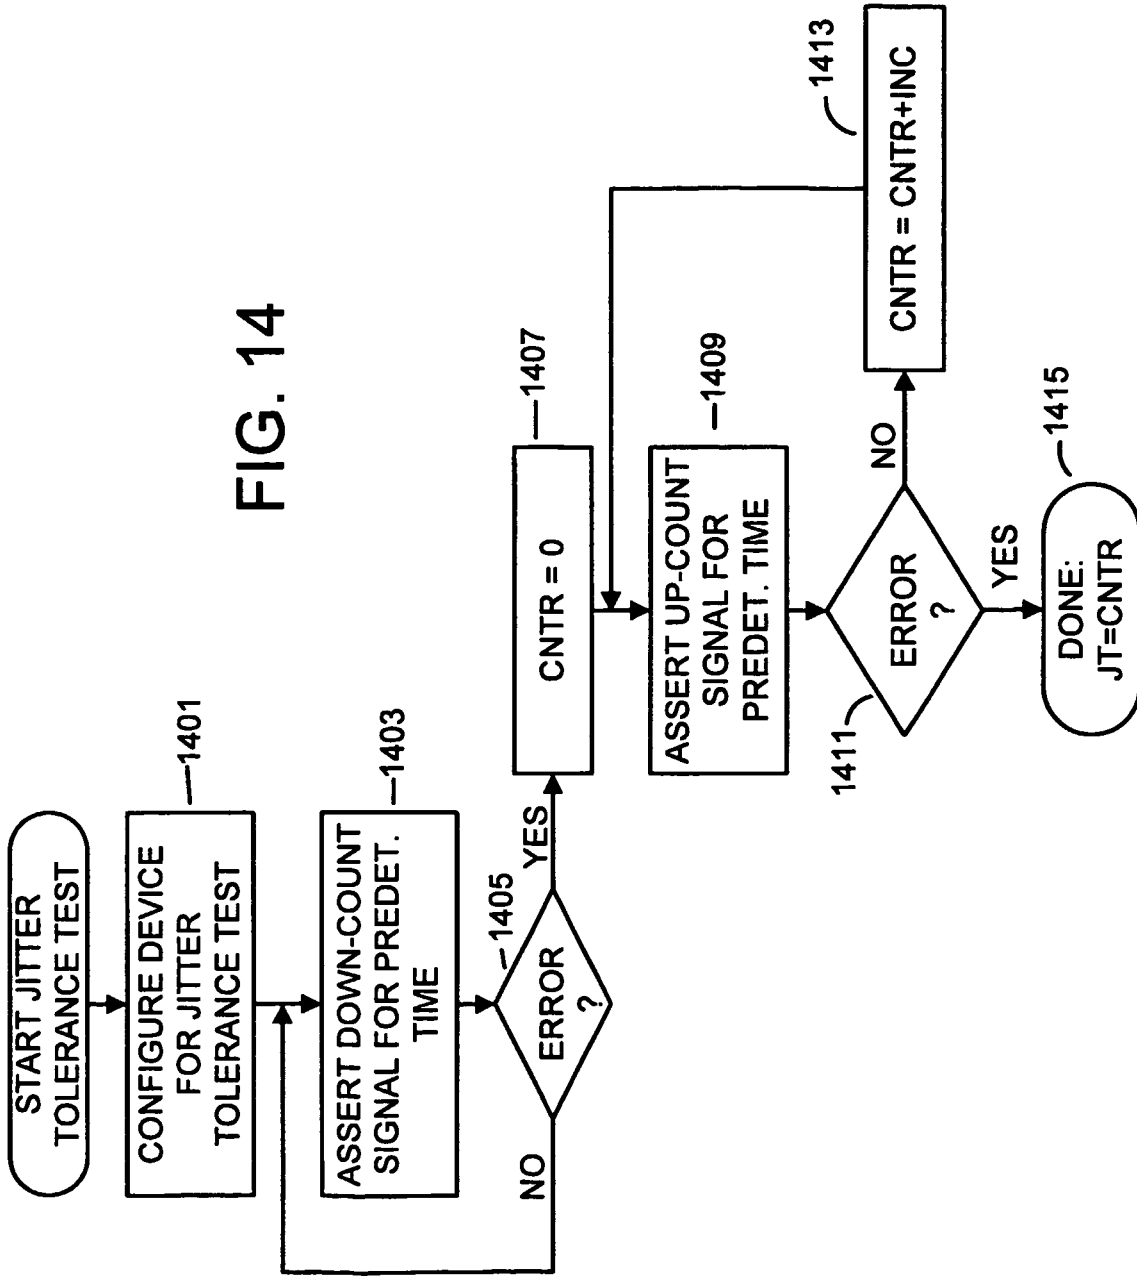 FIG. 14
START JITTER
TOLERANCE TEST
CONFIGURE DEVICE
FOR JITTER
TOLERANCE TEST
1401
ASSERT DOWN-COUNT
SIGNAL FOR PREDET.
TIME
1403
ERROR
?
1405
NO
YES
CNTR = 0
1407
ASSERT UP-COUNT
SIGNAL FOR
PREDET. TIME
1409
ERROR
?
1411
NO
YES
CNTR = CNTR+INC
1413
DONE:
JT=CNTR
1415